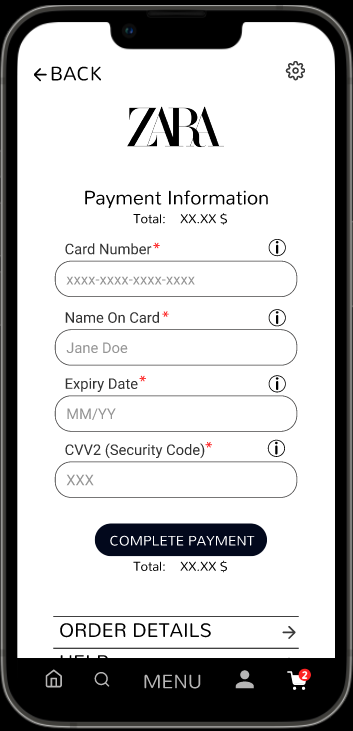 BACK
ZARA
Payment Information
Total: XX.XX $
Card Number*
xxxx-xxxx-xxxx-xxxx
Name On Card*
Jane Doe
Expiry Date*
MM/YY
CVV2 (Security Code)*
XXX
COMPLETE PAYMENT
Total: XX.XX $
ORDER DETAILS
HELP
MENU 2